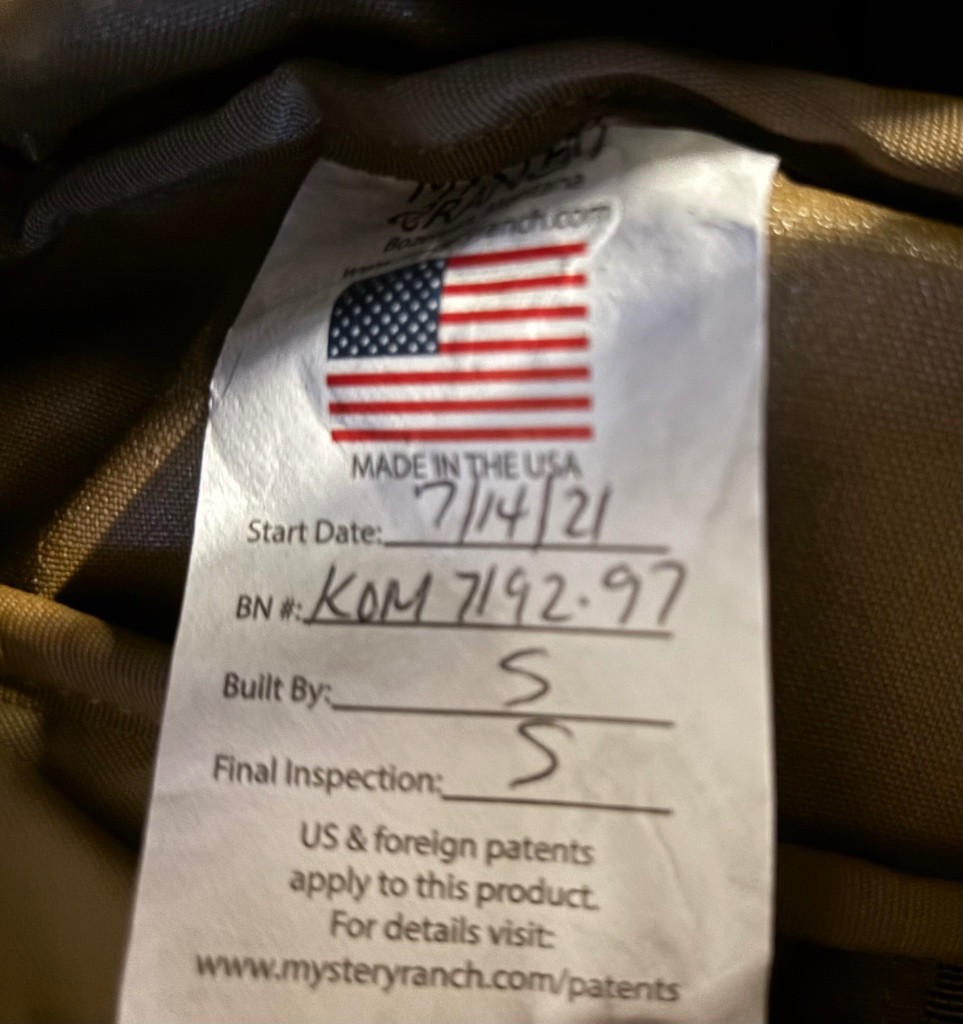 MADE IN THE USA
Start Date: 7/14/21
BN #: KOM 7192.97
Built By: S
Final Inspection: S
US & foreign patents
apply to this product.
For details visit:
www.mysteryranch.com/patents